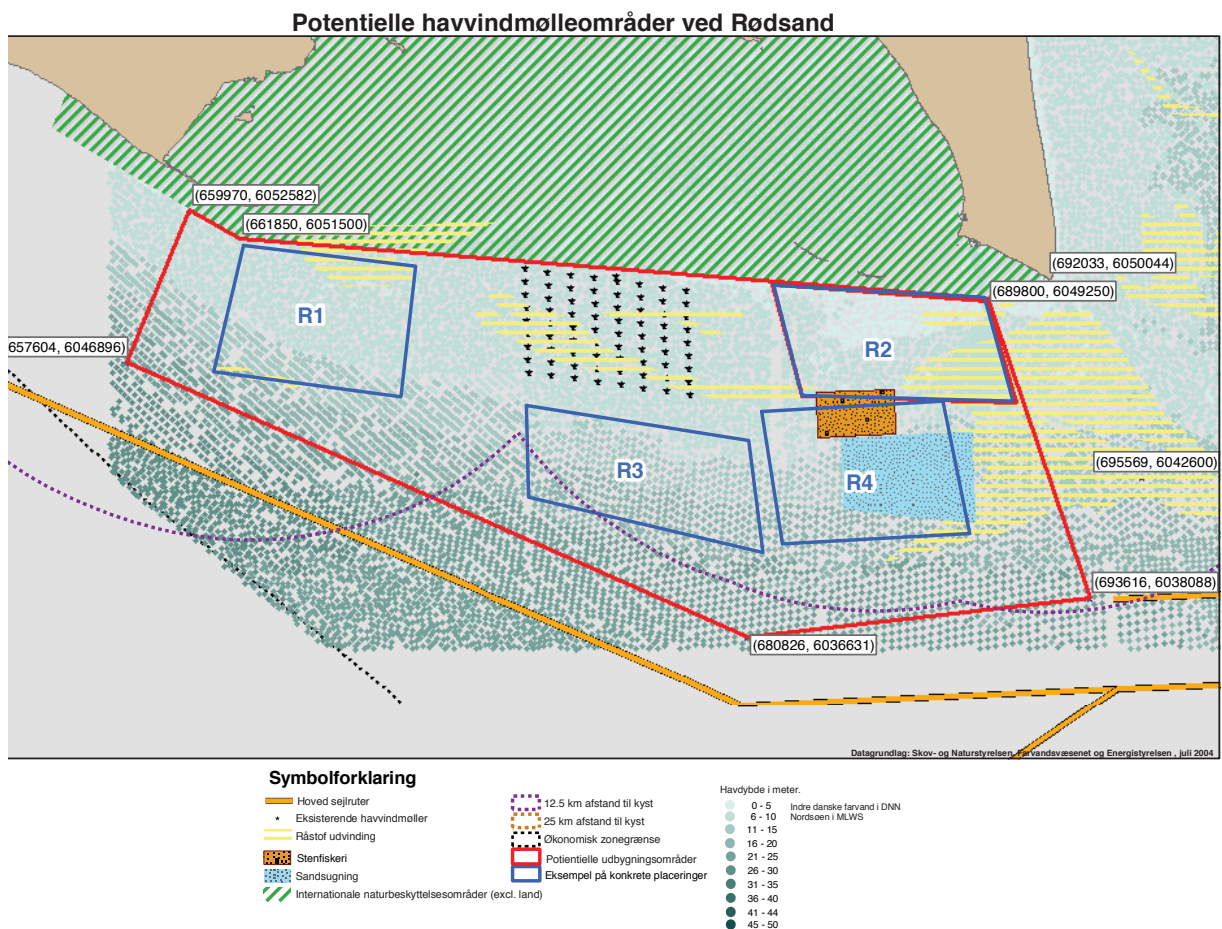 Potentielle havvindmølleområder ved Rødsand
(659970, 6052582)
(661850, 6051500)
(692033, 6050044)
(689800, 6049250)
R1
657604, 6046896)
R2
R3
R4
(695569, 6042600)
(693616, 6038088)
(680826, 6036631)
Datagrundlag: Skov- og Naturstyrelsen, Farvandsvæsenet og Energistyrelsen , juli 2004
Symbolforklaring
Hoved sejlruter
Eksisterende havvindmøller
Råstof udvinding
Stenfiskeri
Sandsugning
Internationale naturbeskyttelsesområder (excl. land)
12.5 km afstand til kyst
25 km afstand til kyst
Økonomisk zonegrænse
Potientielle udbygningsområder
Eksempel på konkrete placeringer
Havdybde i meter.
0 - 5
6 - 10
11 - 15
16 - 20
21 - 25
26 - 30
31 - 35
36 - 40
41 - 44
45 - 50
Indre danske farvand i DNN
Nordsøen i MLWS